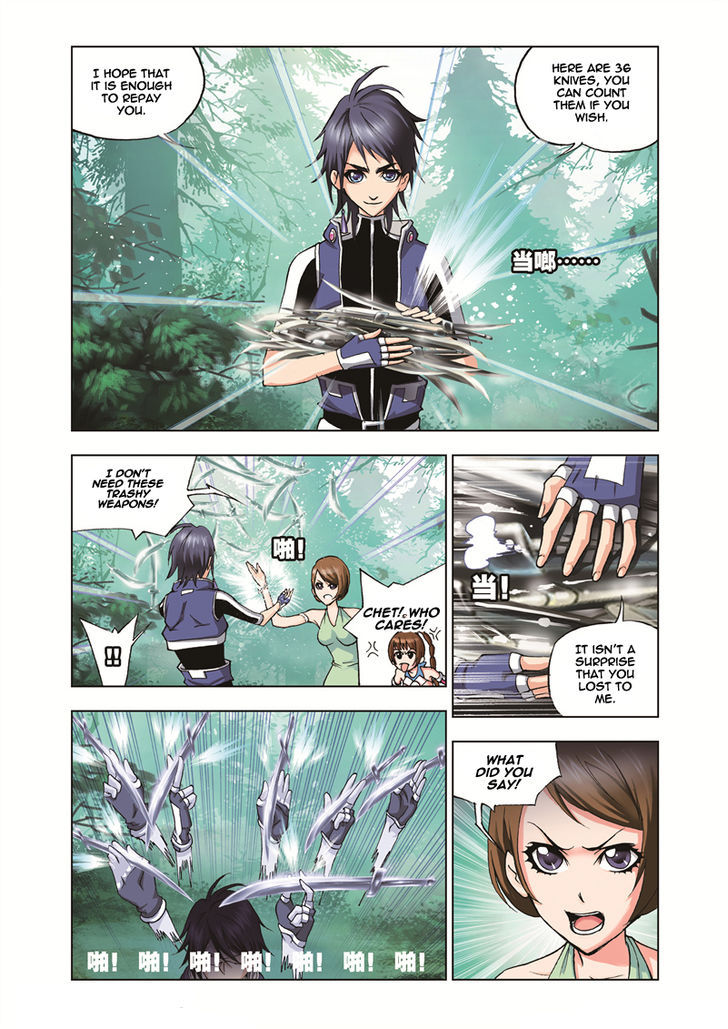 HERE ARE 36
KNIVES, YOU
CAN COUNT
THEM IF YOU
WISH.
I HOPE THAT
IT IS ENOUGH
TO REPAY
YOU.
当啷……
当!
IT ISN'T A
SURPRISE
THAT YOU
LOST TO
ME.
I DON'T
NEED THESE
TRASHY
WEAPONS!
啪!
CHET! WHO
CARES!
!!
WHAT
DID YOU
SAY!
啪! 啪! 啪! 啪! 啪! 啪! 啪!